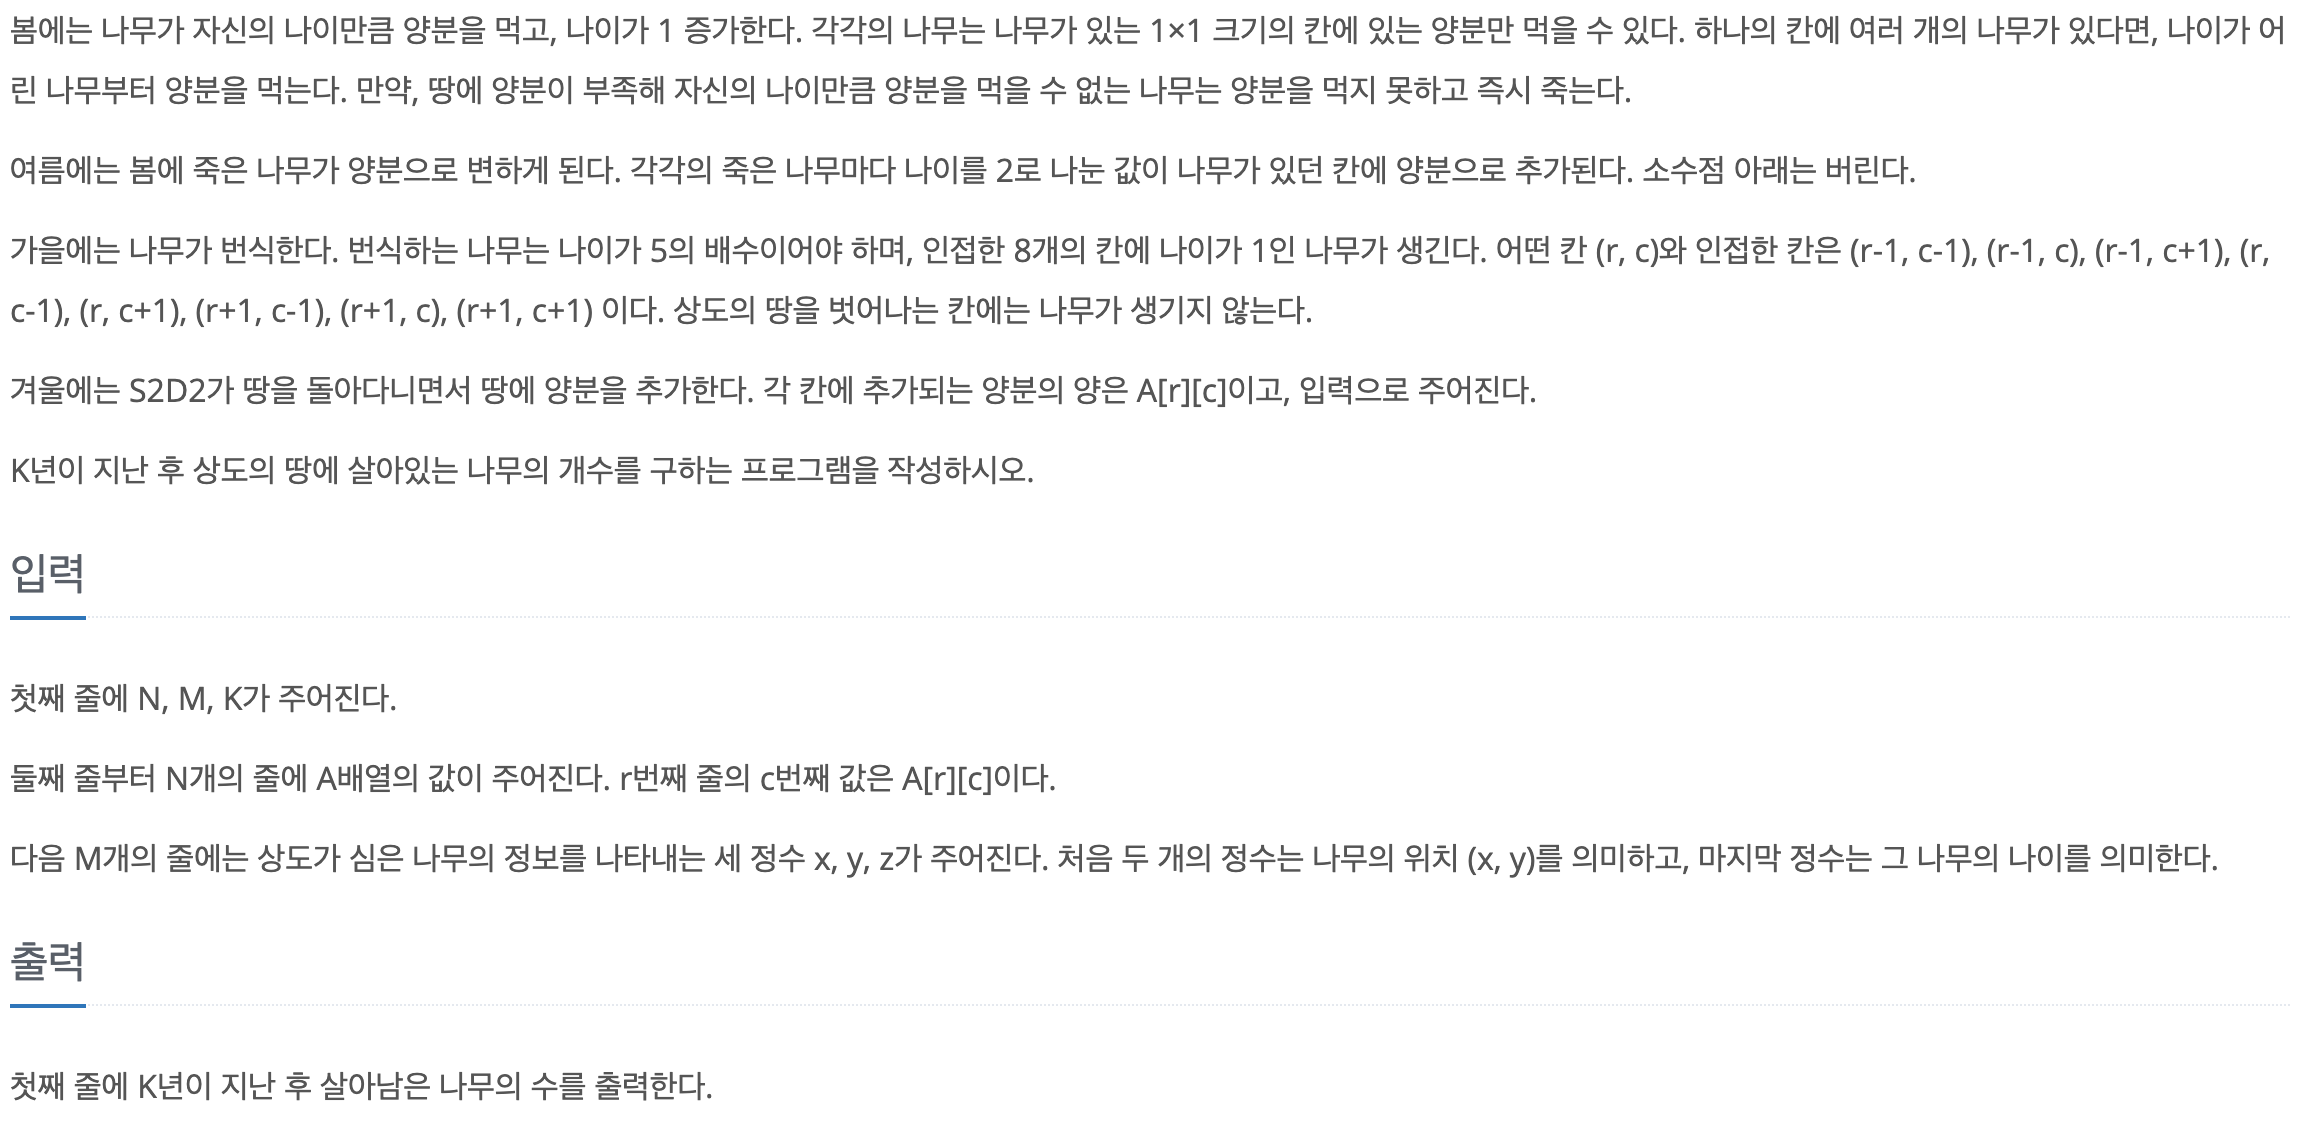 봄에는 나무가 자신의 나이만큼 양분을 먹고, 나이가 1 증가한다. 각각의 나무는 나무가 있는 1×1 크기의 칸에 있는 양분만 먹을 수 있다. 하나의 칸에 여러 개의 나무가 있다면, 나이가 어
린 나무부터 양분을 먹는다. 만약, 땅에 양분이 부족해 자신의 나이만큼 양분을 먹을 수 없는 나무는 양분을 먹지 못하고 즉시 죽는다.
여름에는 봄에 죽은 나무가 양분으로 변하게 된다. 각각의 죽은 나무마다 나이를 2로 나눈 값이 나무가 있던 칸에 양분으로 추가된다. 소수점 아래는 버린다.
가을에는 나무가 번식한다. 번식하는 나무는 나이가 5의 배수이어야 하며, 인접한 8개의 칸에 나이가 1인 나무가 생긴다. 어떤 칸 (r, c)와 인접한 칸은 (r-1, c-1), (r-1, c), (r-1, c+1), (r,
c-1), (r, c+1), (r+1, c-1), (r+1, c), (r+1, c+1) 이다. 상도의 땅을 벗어나는 칸에는 나무가 생기지 않는다.
겨울에는 S2D2가 땅을 돌아다니면서 땅에 양분을 추가한다. 각 칸에 추가되는 양분의 양은 A[r][c]이고, 입력으로 주어진다.
K년이 지난 후 상도의 땅에 살아있는 나무의 개수를 구하는 프로그램을 작성하시오.
입력
첫째 줄에 N, M, K가 주어진다.
둘째 줄부터 N개의 줄에 A배열의 값이 주어진다. r번째 줄의 c번째 값은 A[r][c]이다.
다음 M개의 줄에는 상도가 심은 나무의 정보를 나타내는 세 정수 x, y, z가 주어진다. 처음 두 개의 정수는 나무의 위치 (x, y)를 의미하고, 마지막 정수는 그 나무의 나이를 의미한다.
출력
첫째 줄에 K년이 지난 후 살아남은 나무의 수를 출력한다.